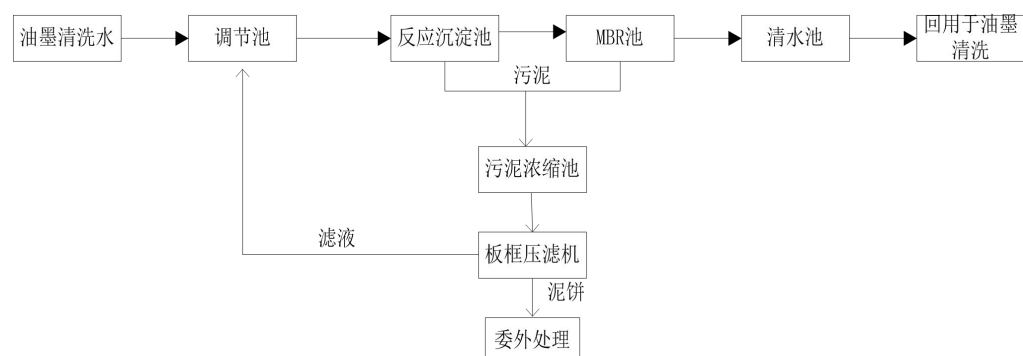 油墨清洗水
调节池
反应沉淀池
MBR池
清水池
回用于油墨
清洗
污泥
污泥浓缩池
滤液
板框压滤机
泥饼
委外处理